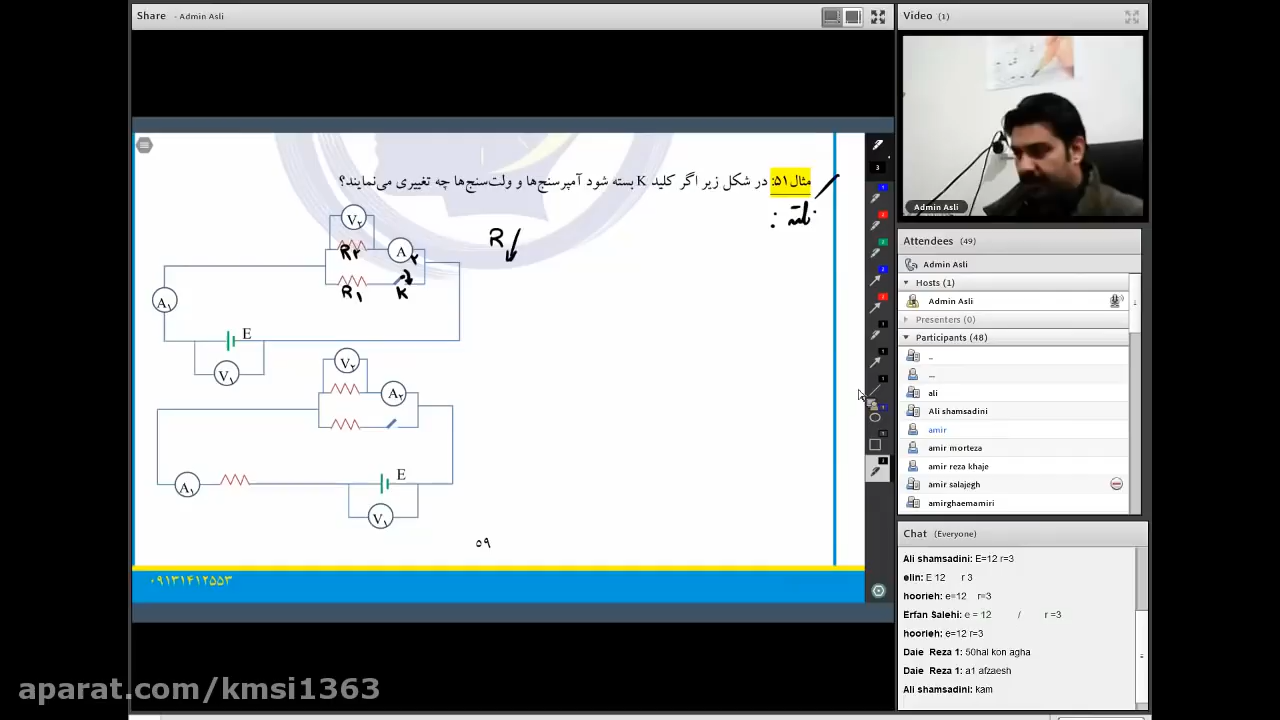 Share - Admin Asli
Video (1)
Admin Asli
مثال۵۱: در شکل زیر اگر کلید K بسته شود آمپرسنج‌ها و ولت‌سنج‌ها چه تغییری می‌نمایند؟
R
V۲
R۲
A۲
R۱
K
A۱
E
V۱
V۲
A۲
A۱
E
V۱
۵۹
۰۹۱۳۱۴۱۲۵۵۳
3
Attendees (49)
Admin Asli
Hosts (1)
Admin Asli
Presenters (0)
Participants (48)
..
...
ali
Ali shamsadini
amir
amir morteza
amir reza khaje
amir salajegh
amirghaemamiri
Chat (Everyone)
Ali shamsadini: E=12 r=3
elin: E 12 r 3
hoorieh: e=12 r=3
Erfan Salehi: e = 12 / r =3
hoorieh: e=12 r=3
Daie Reza 1: 50hal kon agha
Daie Reza 1: a1 afzaesh
Ali shamsadini: kam
aparat.com/kmsi1363